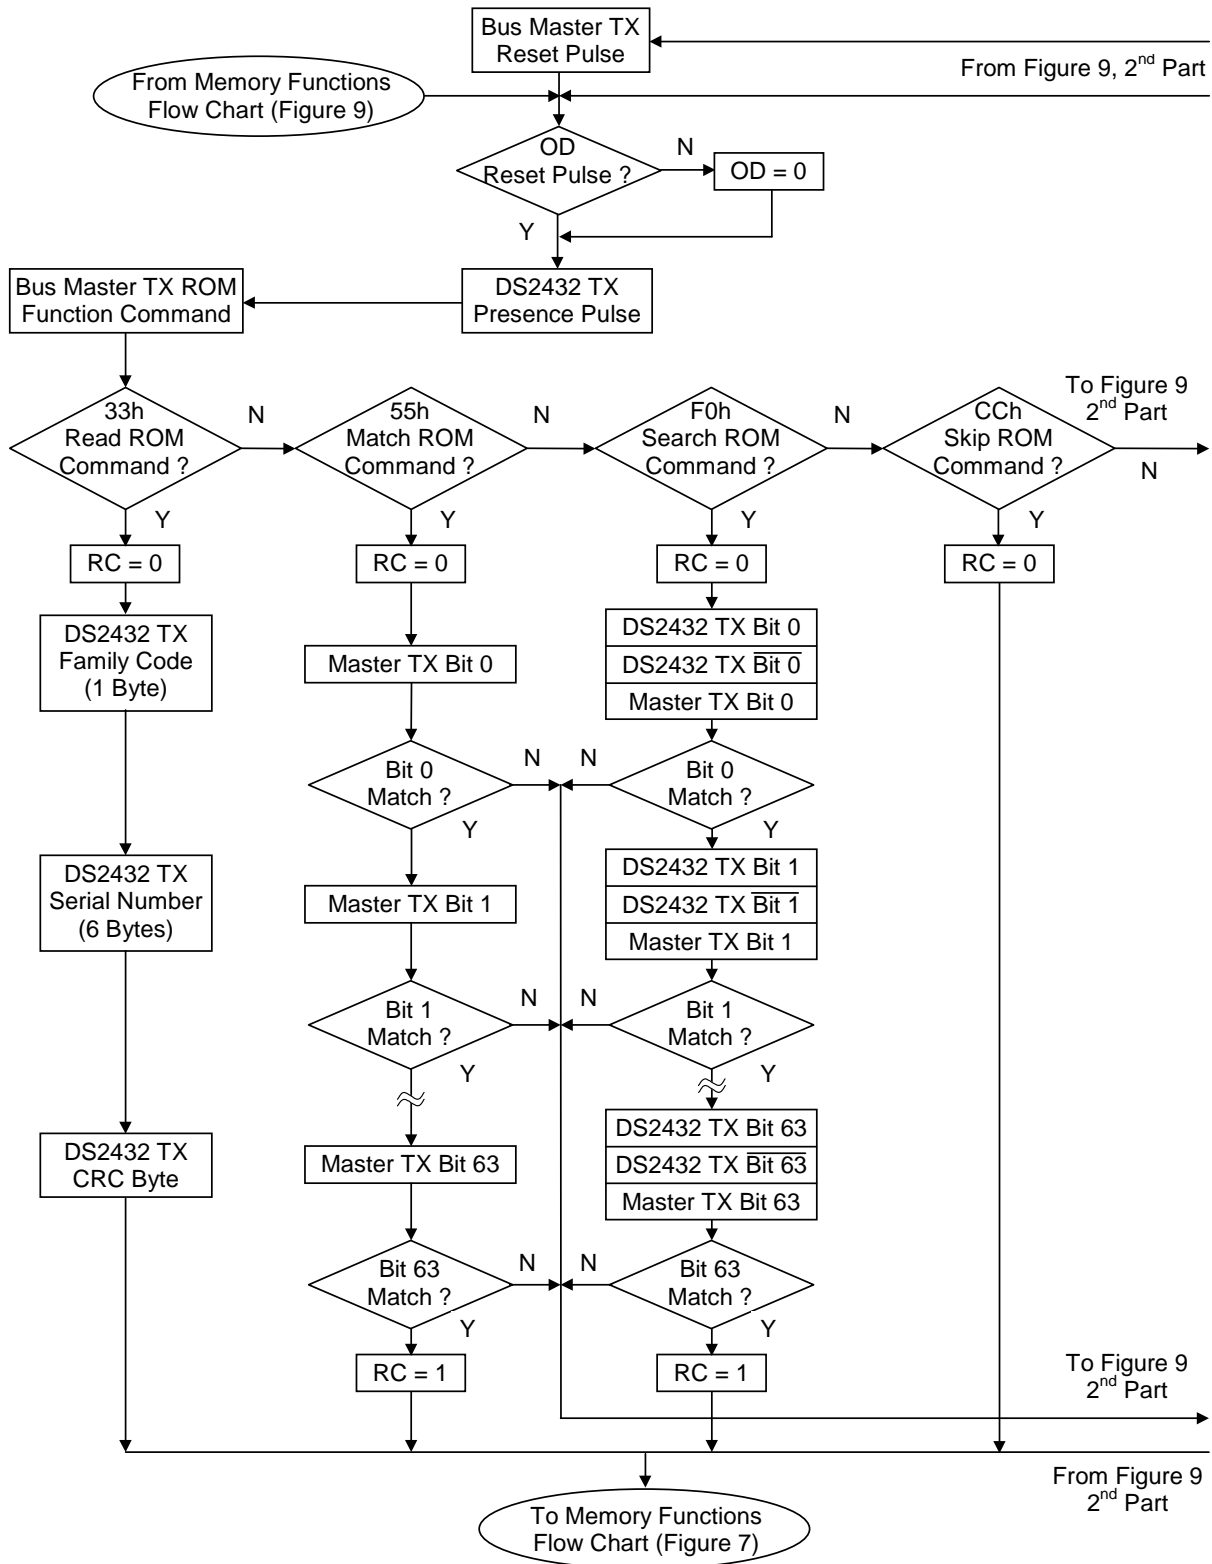 Bus Master TX
Reset Pulse
From Figure 9, 2nd Part
From Memory Functions
Flow Chart (Figure 9)
OD
Reset Pulse ?
N
OD = 0
Y
Bus Master TX ROM
Function Command
DS2432 TX
Presence Pulse
To Figure 9
2nd Part
33h
Read ROM
Command ?
N
55h
Match ROM
Command ?
N
F0h
Search ROM
Command ?
N
CCh
Skip ROM
Command ?
N
Y
Y
Y
Y
RC = 0
RC = 0
RC = 0
RC = 0
DS2432 TX
Family Code
(1 Byte)
Master TX Bit 0
DS2432 TX Bit 0
DS2432 TX B̅i̅t̅ ̅0̅
Master TX Bit 0
Bit 0
Match ?
N
N
Bit 0
Match ?
Y
Y
DS2432 TX
Serial Number
(6 Bytes)
Master TX Bit 1
DS2432 TX Bit 1
DS2432 TX B̅i̅t̅ ̅1̅
Master TX Bit 1
Bit 1
Match ?
N
N
Bit 1
Match ?
Y
Y
DS2432 TX
CRC Byte
Master TX Bit 63
DS2432 TX Bit 63
DS2432 TX B̅i̅t̅ ̅6̅3̅
Master TX Bit 63
Bit 63
Match ?
N
N
Bit 63
Match ?
Y
Y
RC = 1
RC = 1
To Figure 9
2nd Part
From Figure 9
2nd Part
To Memory Functions
Flow Chart (Figure 7)